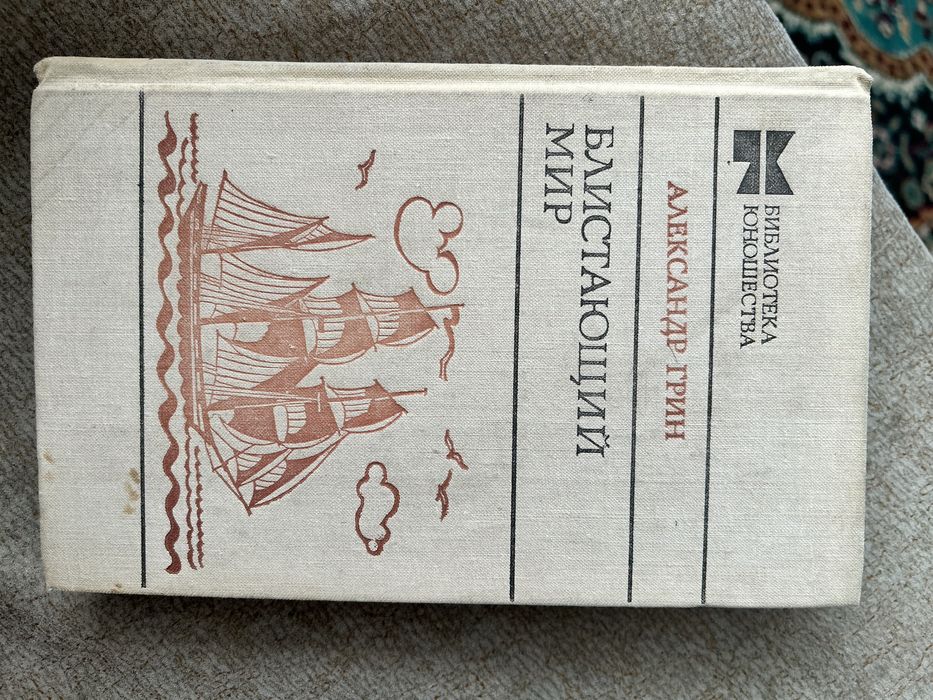 БИБЛИОТЕКА
ЮНОШЕСТВА
АЛЕКСАНДР ГРИН
БЛИСТАЮЩИЙ
МИР